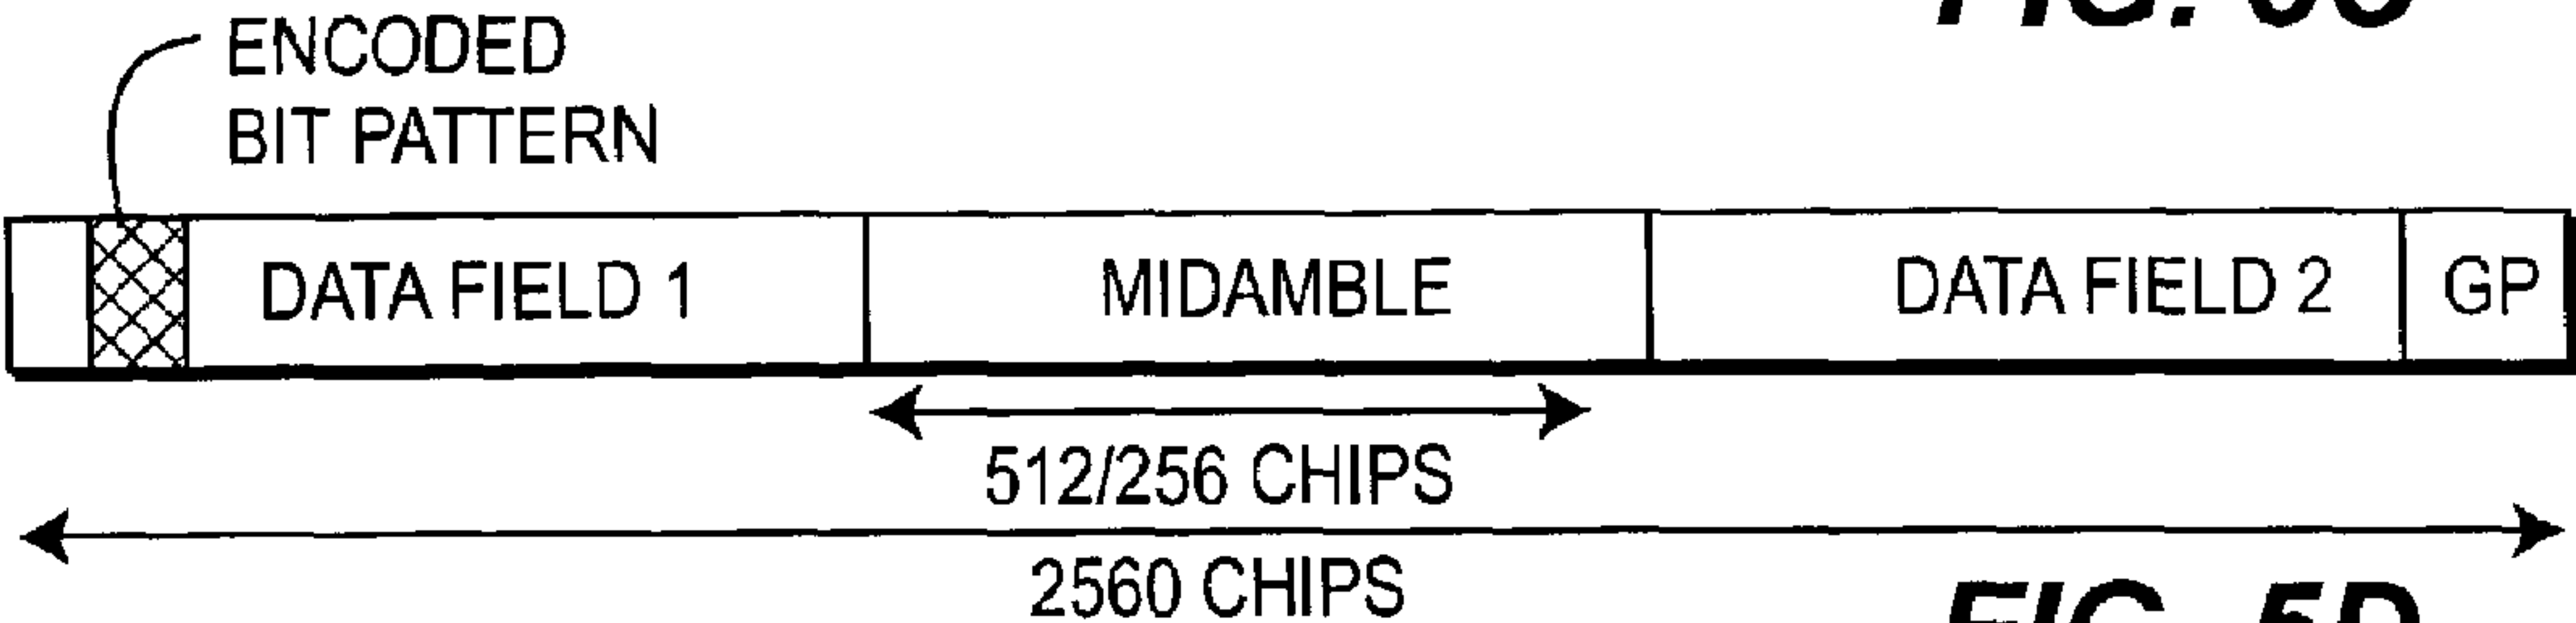 ENCODED
BIT PATTERN
DATA FIELD 1 MIDAMBLE DATA FIELD 2 GP
512/256 CHIPS
2560 CHIPS